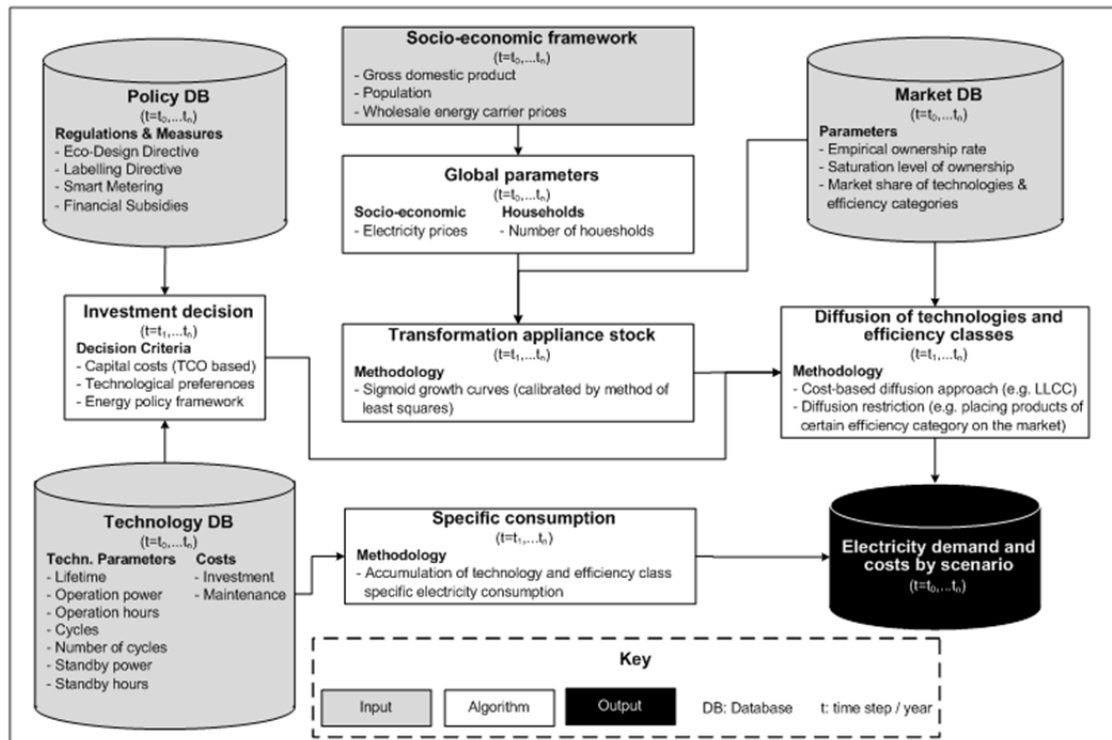 Socio-economic framework
(t=t₀,...tₙ)
- Gross domestic product
- Population
- Wholesale energy carrier prices
Policy DB
(t=t₀,...tₙ)
Regulations & Measures
- Eco-Design Directive
- Labelling Directive
- Smart Metering
- Financial Subsidies
Market DB
(t=t₀,...tₙ)
Parameters
- Empirical ownership rate
- Saturation level of ownership
- Market share of technologies &
efficiency categories
Global parameters
(t=t₀,...tₙ)
Socio-economic
- Electricity prices
Households
- Number of houesholds
Investment decision
(t=t₁,...tₙ)
Decision Criteria
- Capital costs (TCO based)
- Technological preferences
- Energy policy framework
Transformation appliance stock
(t=t₁,...tₙ)
Methodology
- Sigmoid growth curves (calibrated by method of
least squares)
Diffusion of technologies and
efficiency classes
(t=t₁,...tₙ)
Methodology
- Cost-based diffusion approach (e.g. LLCC)
- Diffusion restriction (e.g. placing products of
certain efficiency category on the market)
Technology DB
(t=t₀,...tₙ)
Techn. Parameters
- Lifetime
- Operation power
- Operation hours
- Cycles
- Number of cycles
- Standby power
- Standby hours
Costs
- Investment
- Maintenance
Specific consumption
(t=t₁,...tₙ)
Methodology
- Accumulation of technology and efficiency class
specific electricity consumption
Electricity demand and
costs by scenario
(t=t₀,...tₙ)
Key
Input
Algorithm
Output
DB: Database
t: time step / year